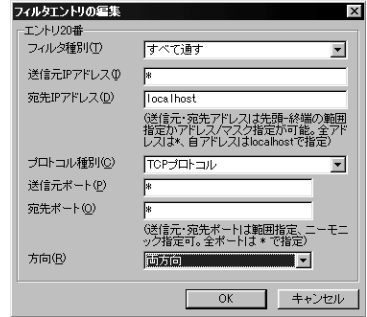 フィルタエントリの編集
エントリ20番
フィルタ種別(T)
すべて通す
送信元IPアドレス(I)
*
宛先IPアドレス(D)
localhost
(送信元・宛先アドレスは先頭-終端の範囲
指定かアドレス/マスク指定が可能。全アド
レスは*、自アドレスはlocalhostで指定)
プロトコル種別(C)
TCPプロトコル
送信元ポート(P)
*
宛先ポート(O)
*
(送信元・宛先ポートは範囲指定、ニーモニ
ック指定可。全ポートは * で指定)
方向(R)
両方向
OK
キャンセル